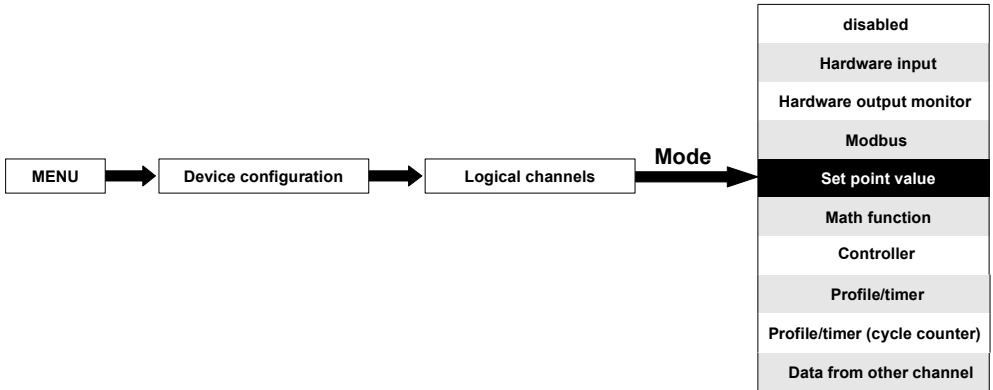 MENU
Device configuration
Logical channels
Mode
disabled
Hardware input
Hardware output monitor
Modbus
Set point value
Math function
Controller
Profile/timer
Profile/timer (cycle counter)
Data from other channel